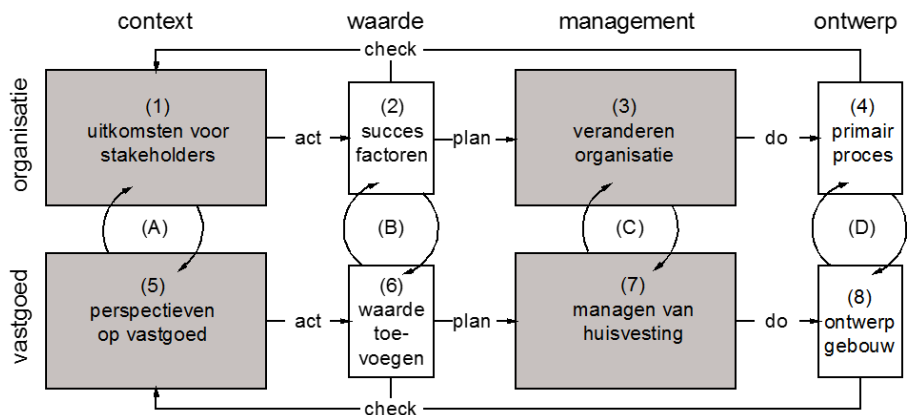 context
waarde
management
ontwerp
check
organisatie
(1)
uitkomsten voor
stakeholders
act
(2)
succes
factoren
plan
(3)
veranderen
organisatie
do
(4)
primair
proces
(A)
(B)
(C)
(D)
vastgoed
(5)
perspectieven
op vastgoed
act
(6)
waarde
toe-
voegen
plan
(7)
managen van
huisvesting
do
(8)
ontwerp
gebouw
check